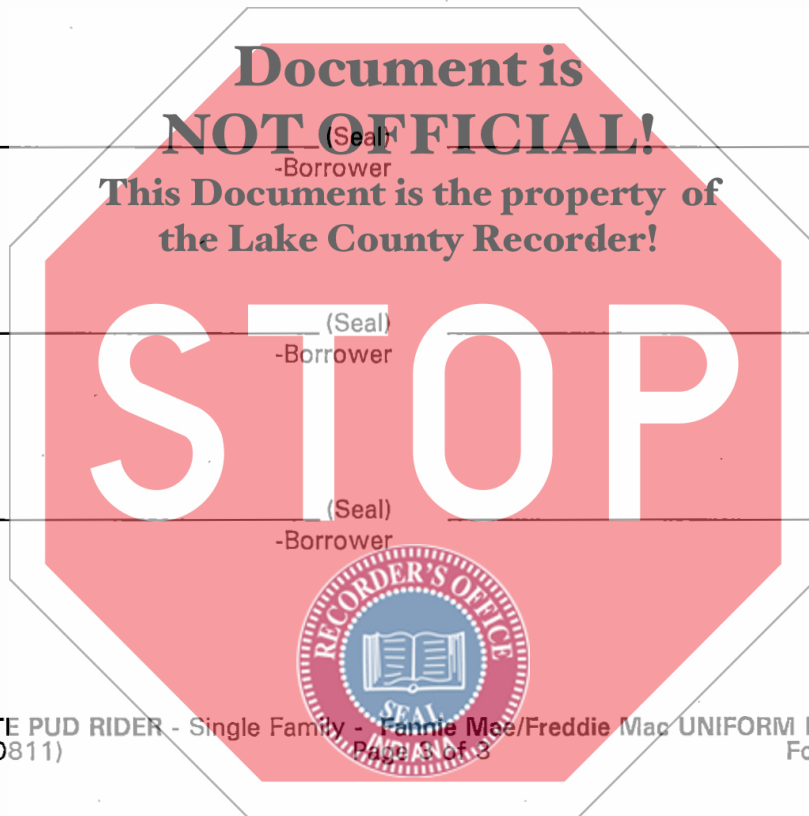 Document is
NOT OFFICIAL!
(Seal)
-Borrower
This Document is the property of
the Lake County Recorder!
STOP
(Seal)
-Borrower
(Seal)
-Borrower
RECORDER'S OFFICE
SEAL
INDIANA
E PUD RIDER - Single Family - Fannie Mae/Freddie Mac UNIFORM
0811) Page 3 of 3 Fo